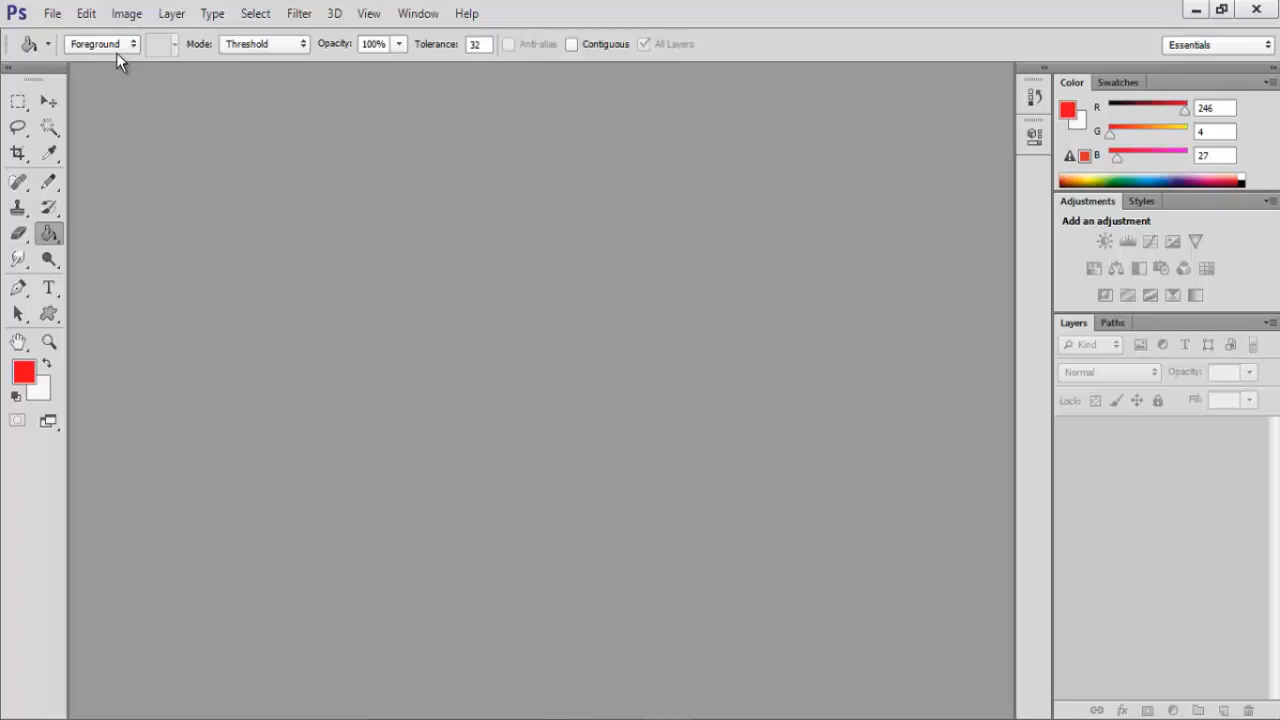 Ps File Edit Image Layer Type Select Filter 3D View Window Help
Foreground Mode: Threshold Opacity: 100% Tolerance: 32 Anti-alias Contiguous All Layers Essentials
Color Swatches
R 246
G 4
B 27
Adjustments Styles
Add an adjustment
T
Layers Paths
Kind T
Normal Opacity:
Lock: Fill:
fx